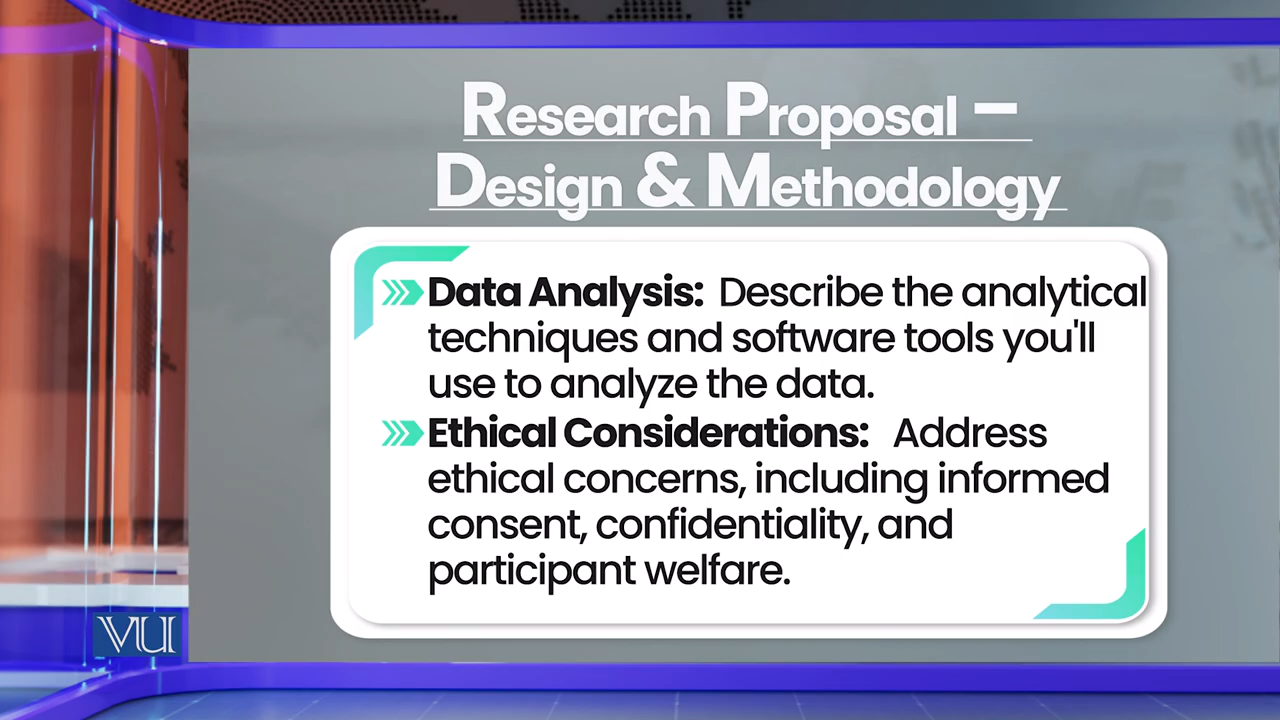 Research Proposal –
Design & Methodology
Data Analysis: Describe the analytical
techniques and software tools you'll
use to analyze the data.
Ethical Considerations: Address
ethical concerns, including informed
consent, confidentiality, and
participant welfare.
VU